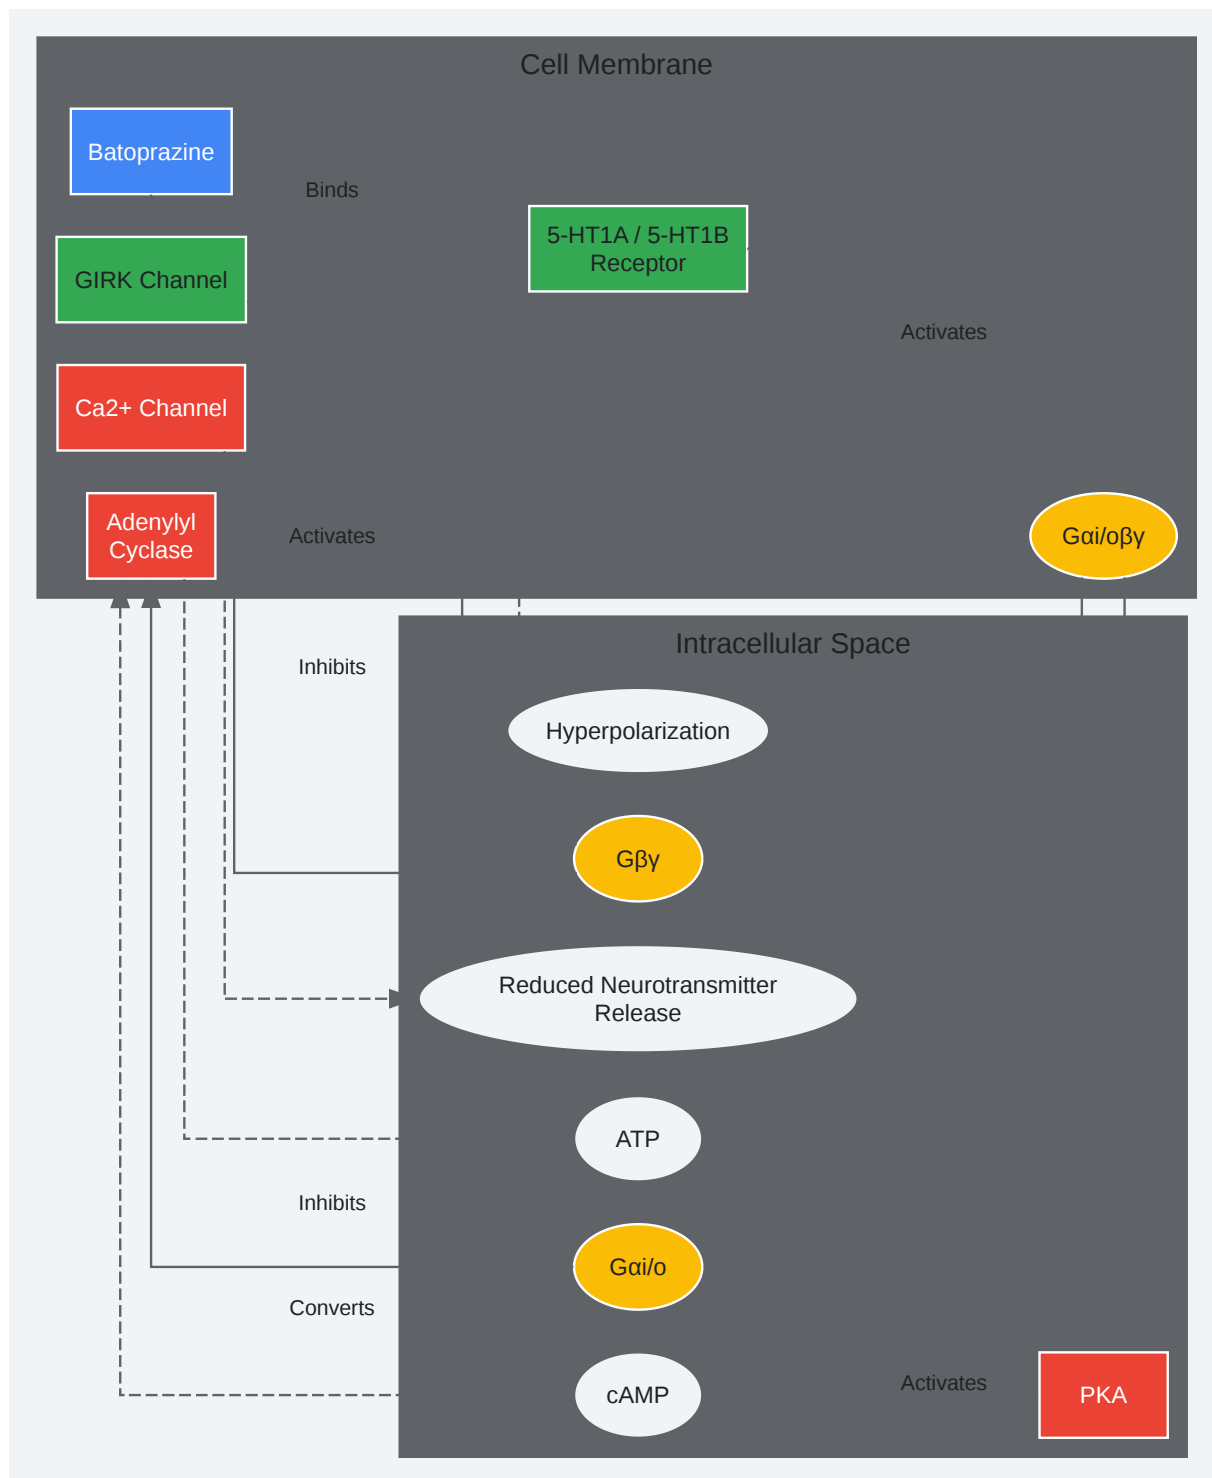 Cell Membrane
Batoprazine
Binds
5-HT1A / 5-HT1B
Receptor
GIRK Channel
Activates
Ca2+ Channel
Adenylyl
Cyclase
Activates
Gαi/oβγ
Inhibits
Intracellular Space
Hyperpolarization
Gβγ
Reduced Neurotransmitter
Release
ATP
Inhibits
Gαi/o
Converts
cAMP
Activates
PKA